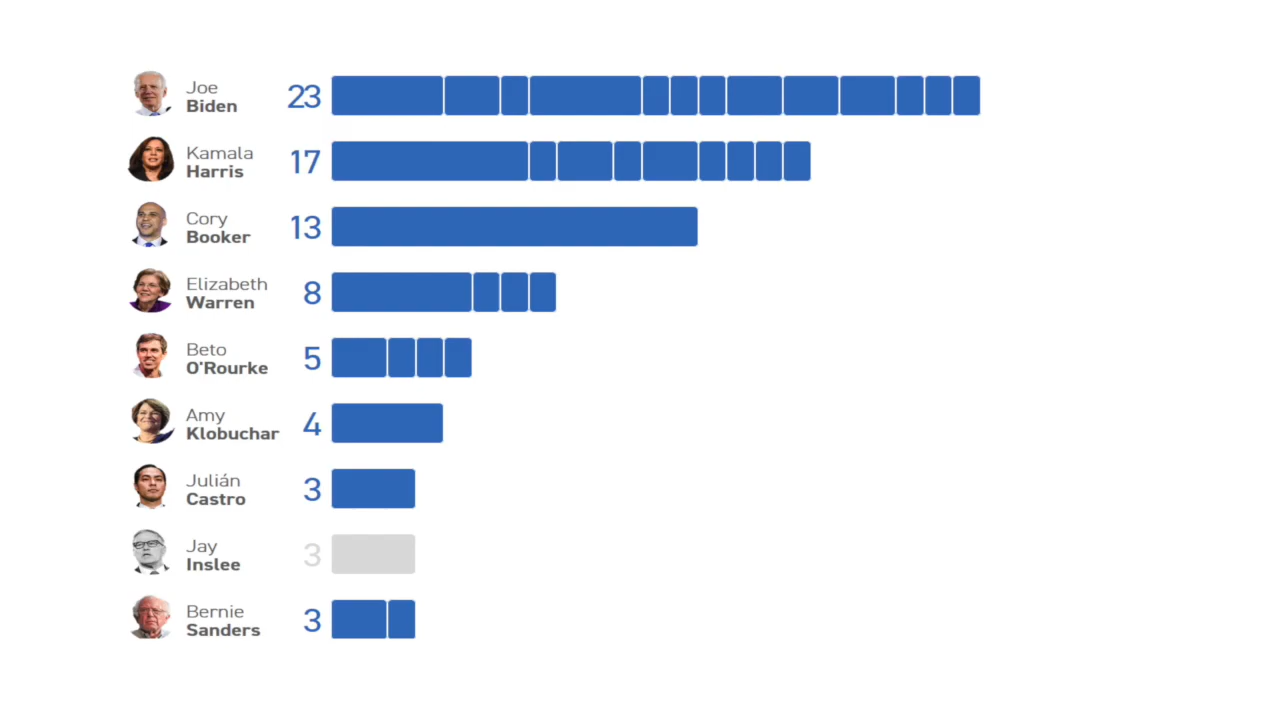 Joe
Biden
23
Kamala
Harris
17
Cory
Booker
13
Elizabeth
Warren
8
Beto
O'Rourke
5
Amy
Klobuchar
4
Julián
Castro
3
Jay
Inslee
3
Bernie
Sanders
3